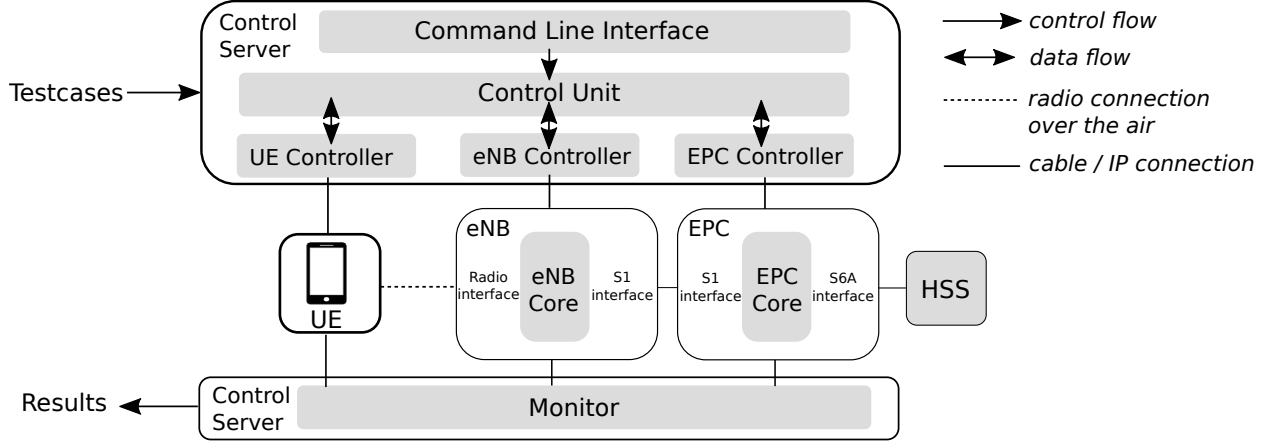 Control
Server
Command Line Interface
Control Unit
Testcases
UE Controller
eNB Controller
EPC Controller
control flow
data flow
radio connection
over the air
cable / IP connection
UE
eNB
Radio
interface
eNB
Core
S1
interface
EPC
S1
interface
EPC
Core
S6A
interface
HSS
Results
Control
Server
Monitor